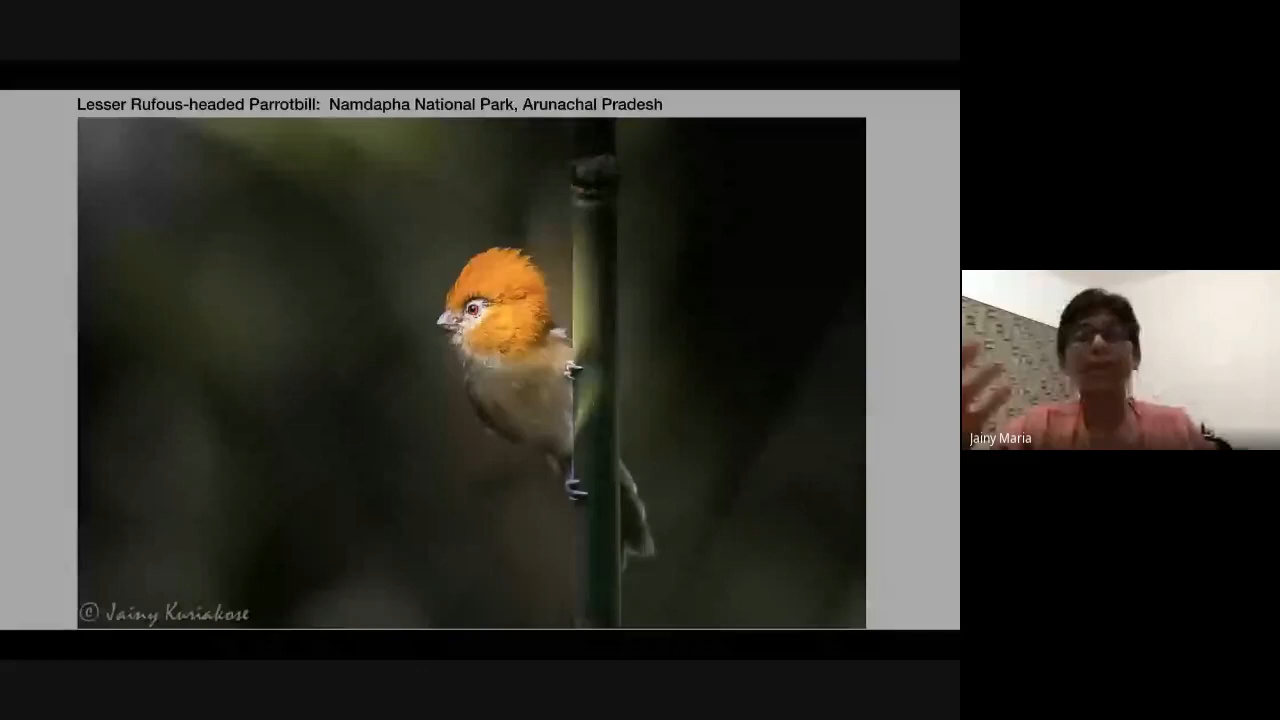 Lesser Rufous-headed Parrotbill: Namdapha National Park, Arunachal Pradesh
© Jainy Kuriakose
Jainy Maria